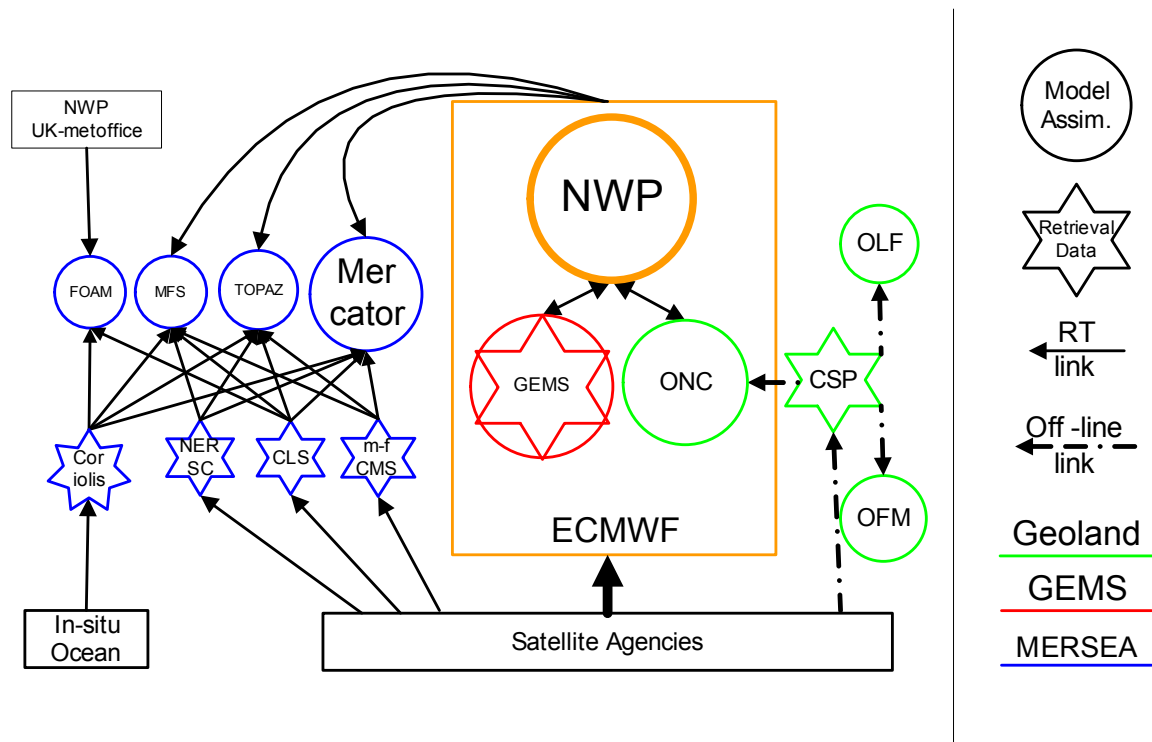 NWP
UK-metoffice
FOAM
MFS
TOPAZ
Mer
cator
NWP
GEMS
ONC
ECMWF
OLF
CSP
OFM
Cor
iolis
NER
SC
CLS
m-f
CMS
In-situ
Ocean
Satellite Agencies
Model
Assim.
Retrieval
Data
RT
link
Off -line
link
Geoland
GEMS
MERSEA